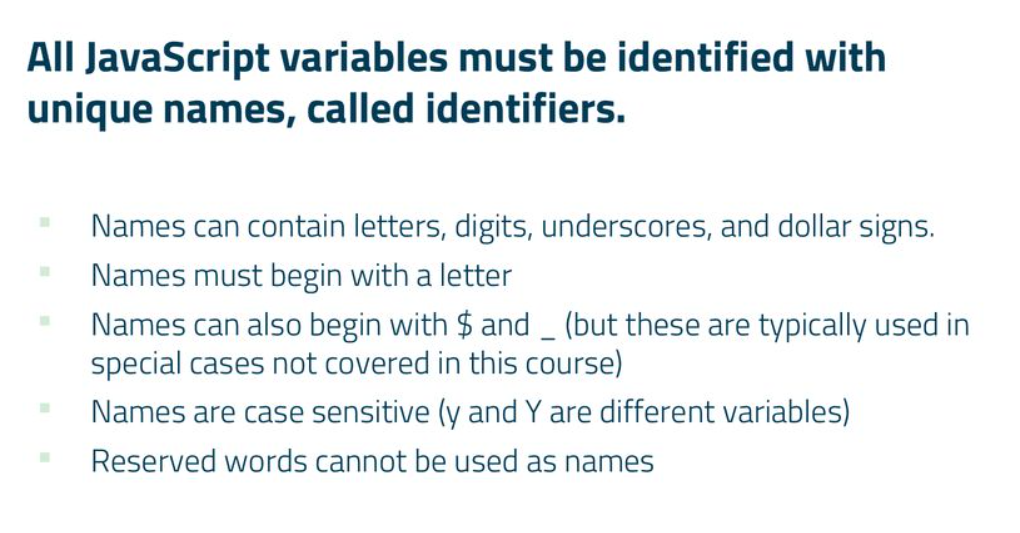 All JavaScript variables must be identified with
unique names, called identifiers.
Names can contain letters, digits, underscores, and dollar signs.
Names must begin with a letter
Names can also begin with $ and _ (but these are typically used in
special cases not covered in this course)
Names are case sensitive (y and Y are different variables)
Reserved words cannot be used as names